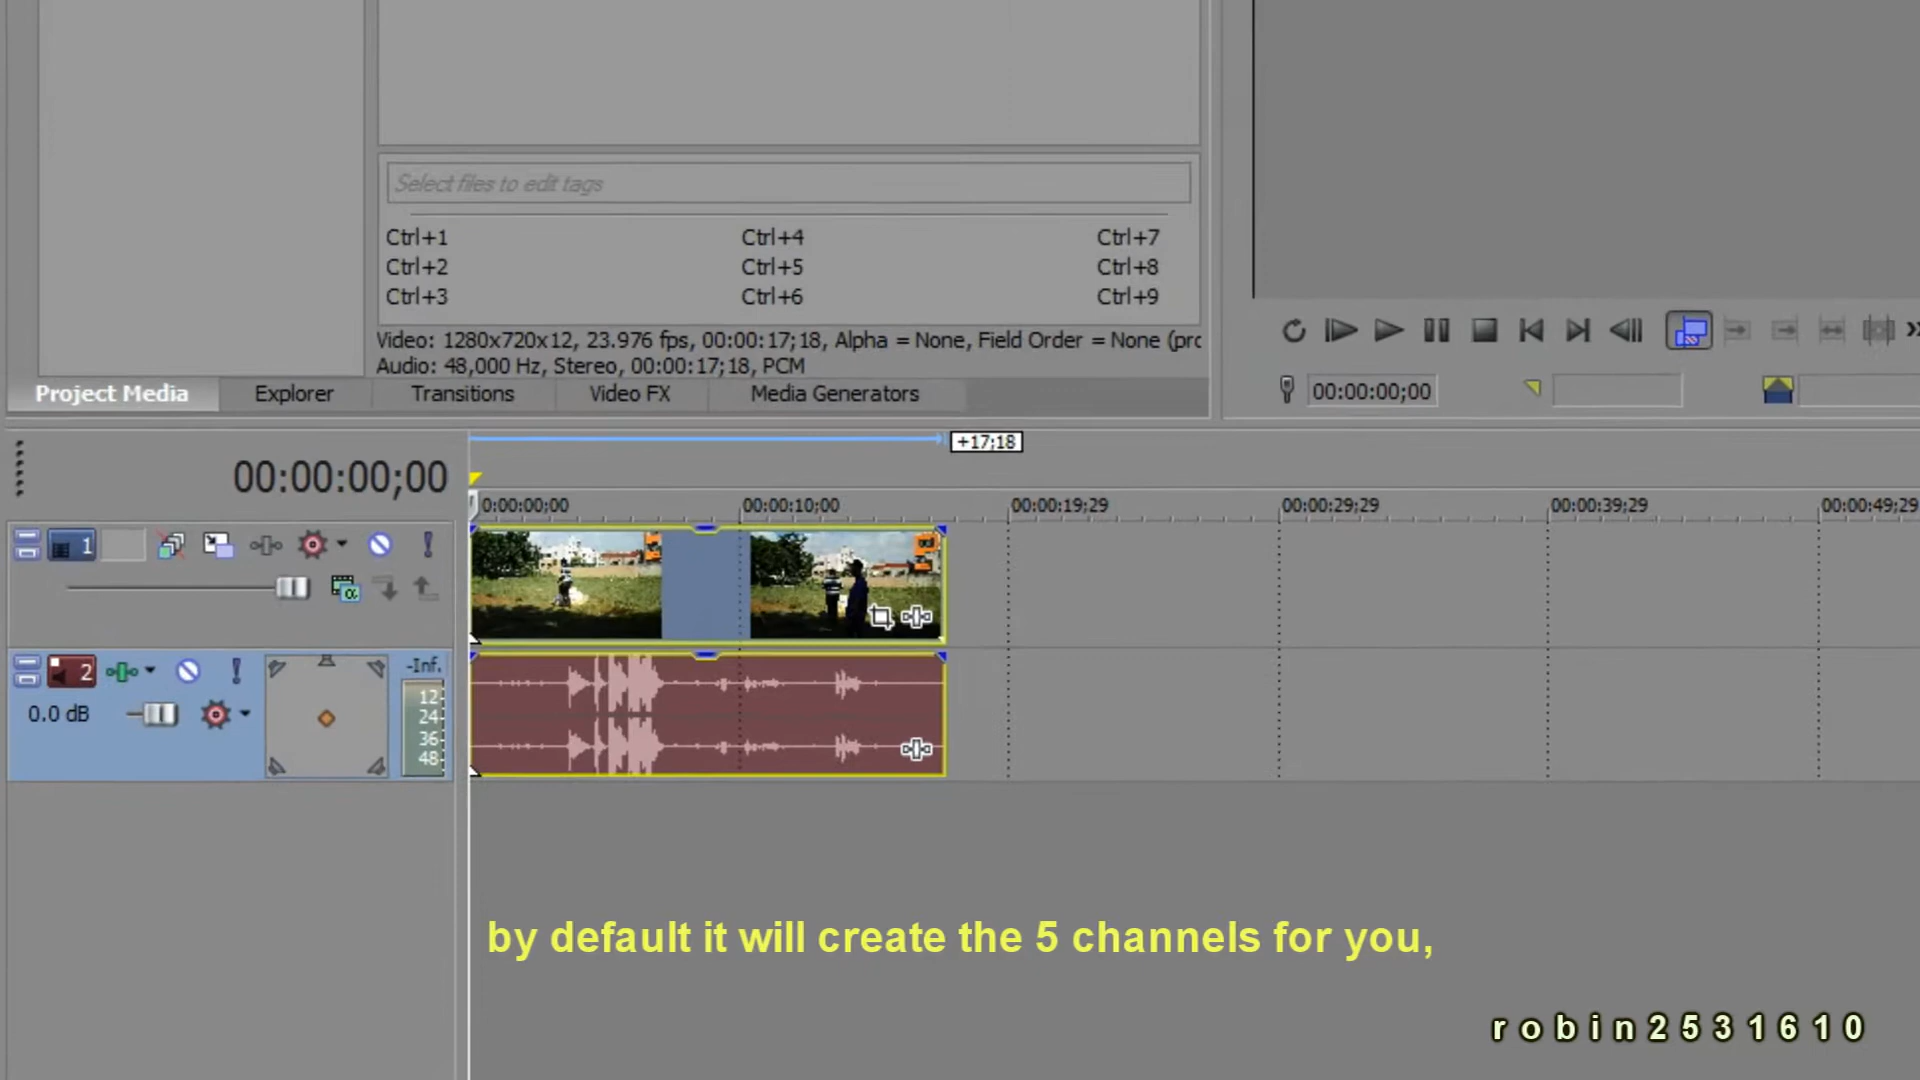 Select files to edit tags
Ctrl+1 Ctrl+4 Ctrl+7
Ctrl+2 Ctrl+5 Ctrl+8
Ctrl+3 Ctrl+6 Ctrl+9
Video: 1280x720x12, 23.976 fps, 00:00:17;18, Alpha = None, Field Order = None (prc
Audio: 48,000 Hz, Stereo, 00:00:17;18, PCM
Project Media Explorer Transitions Video FX Media Generators
00:00:00;00
+17;18
00:00:00;00
0:00:00;00 00:00:10;00 00:00:19;29 00:00:29;29 00:00:39;29 00:00:49;29
1
2
-Inf.
0.0 dB
12
24
36
48
by default it will create the 5 channels for you,
robin2531610